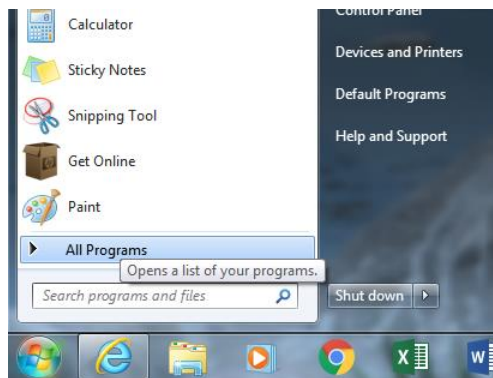 Calculator
Sticky Notes
Snipping Tool
Get Online
Paint
All Programs
Opens a list of your programs.
Search programs and files
Control Panel
Devices and Printers
Default Programs
Help and Support
Shut down